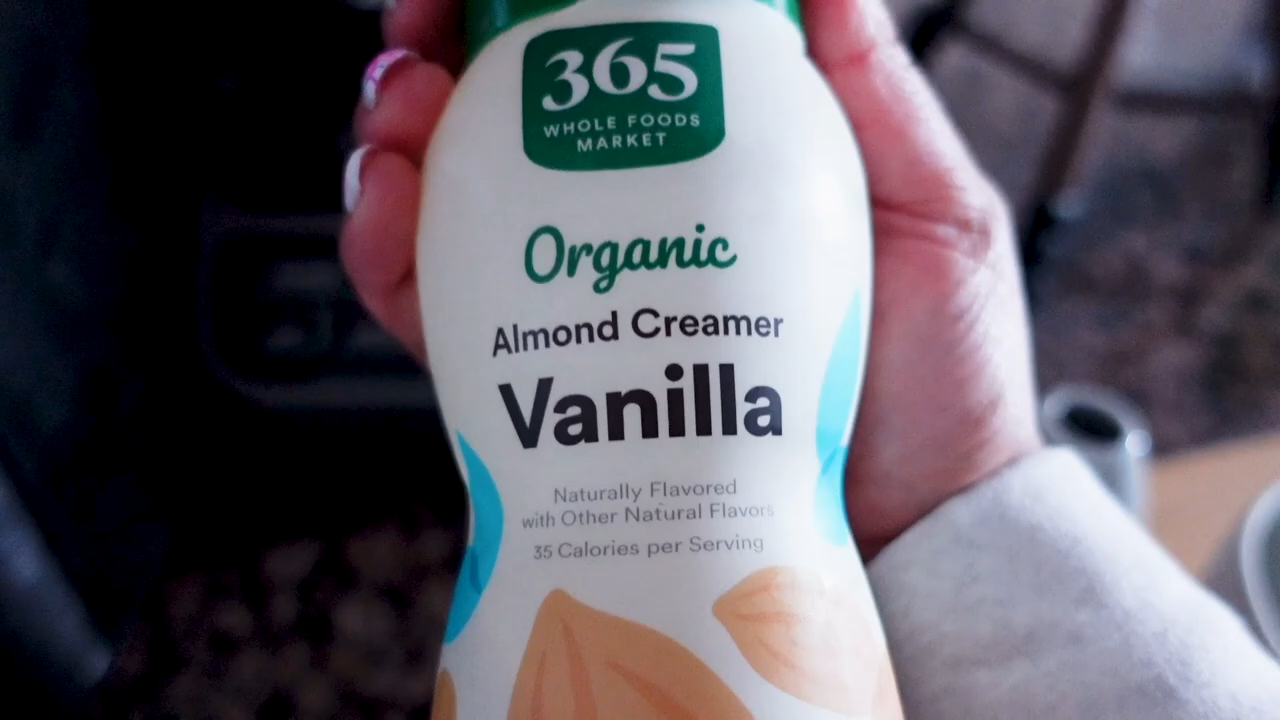 365
WHOLE FOODS
MARKET
Organic
Almond Creamer
Vanilla
Naturally Flavored
with Other Natural Flavors
35 Calories per Serving